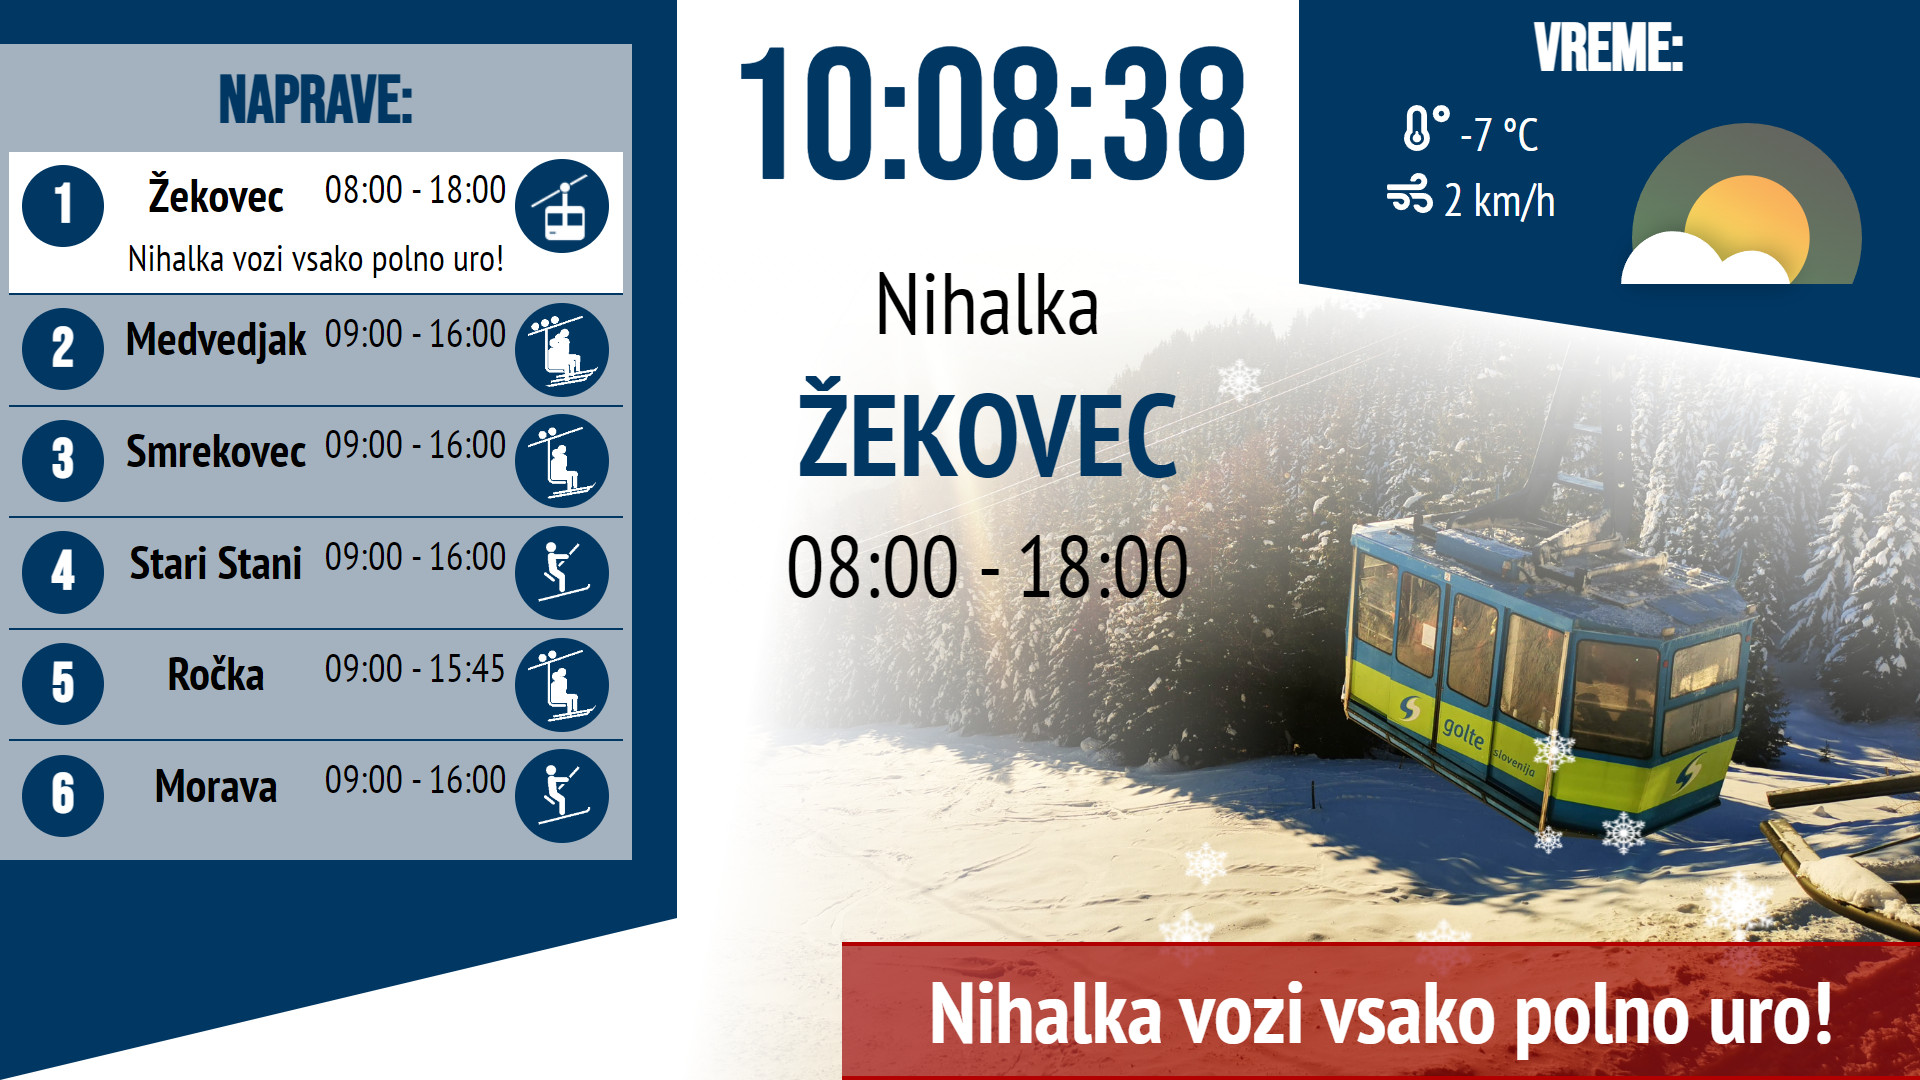 NAPRAVE:
1 Žekovec 08:00 - 18:00
Nihalka vozi vsako polno uro!
2 Medvedjak 09:00 - 16:00
3 Smrekovec 09:00 - 16:00
4 Stari Stani 09:00 - 16:00
5 Ročka 09:00 - 15:45
6 Morava 09:00 - 16:00
10:08:38
Nihalka
ŽEKOVEC
08:00 - 18:00
VREME:
-7 °C
2 km/h
golte
slovenija
Nihalka vozi vsako polno uro!